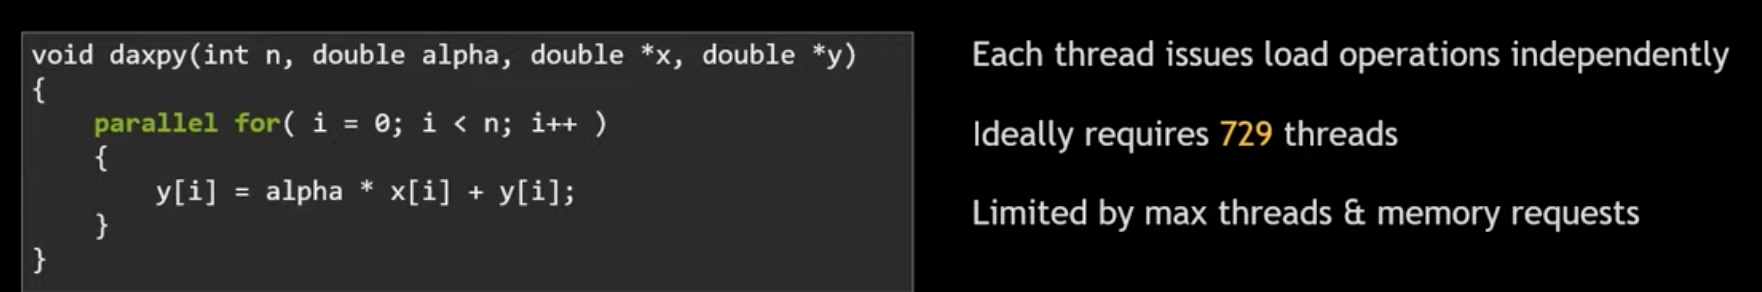 void daxpy(int n, double alpha, double *x, double *y)
{
parallel for( i = 0; i < n; i++ )
{
y[i] = alpha * x[i] + y[i];
}
}
Each thread issues load operations independently
Ideally requires 729 threads
Limited by max threads & memory requests